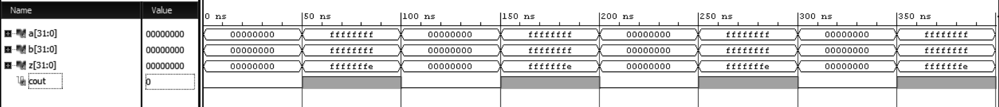 Name Value
0 ns 50 ns 100 ns 150 ns 200 ns 250 ns 300 ns 350 ns
a[31:0] 00000000 00000000 ffffffff 00000000 ffffffff 00000000 ffffffff 00000000 ffffffff
b[31:0] 00000000 00000000 ffffffff 00000000 ffffffff 00000000 ffffffff 00000000 ffffffff
z[31:0] 00000000 00000000 fffffffe 00000000 fffffffe 00000000 fffffffe 00000000 fffffffe
cout 0